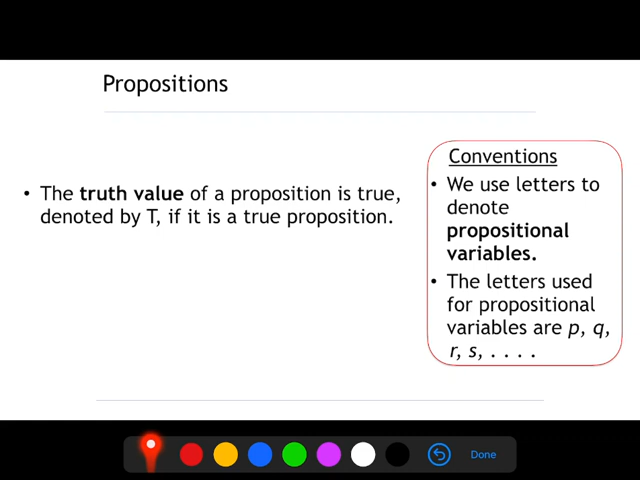 Propositions
• The truth value of a proposition is true,
denoted by T, if it is a true proposition.
Conventions
• We use letters to
denote
propositional
variables.
• The letters used
for propositional
variables are p, q,
r, s, . . . .
Done